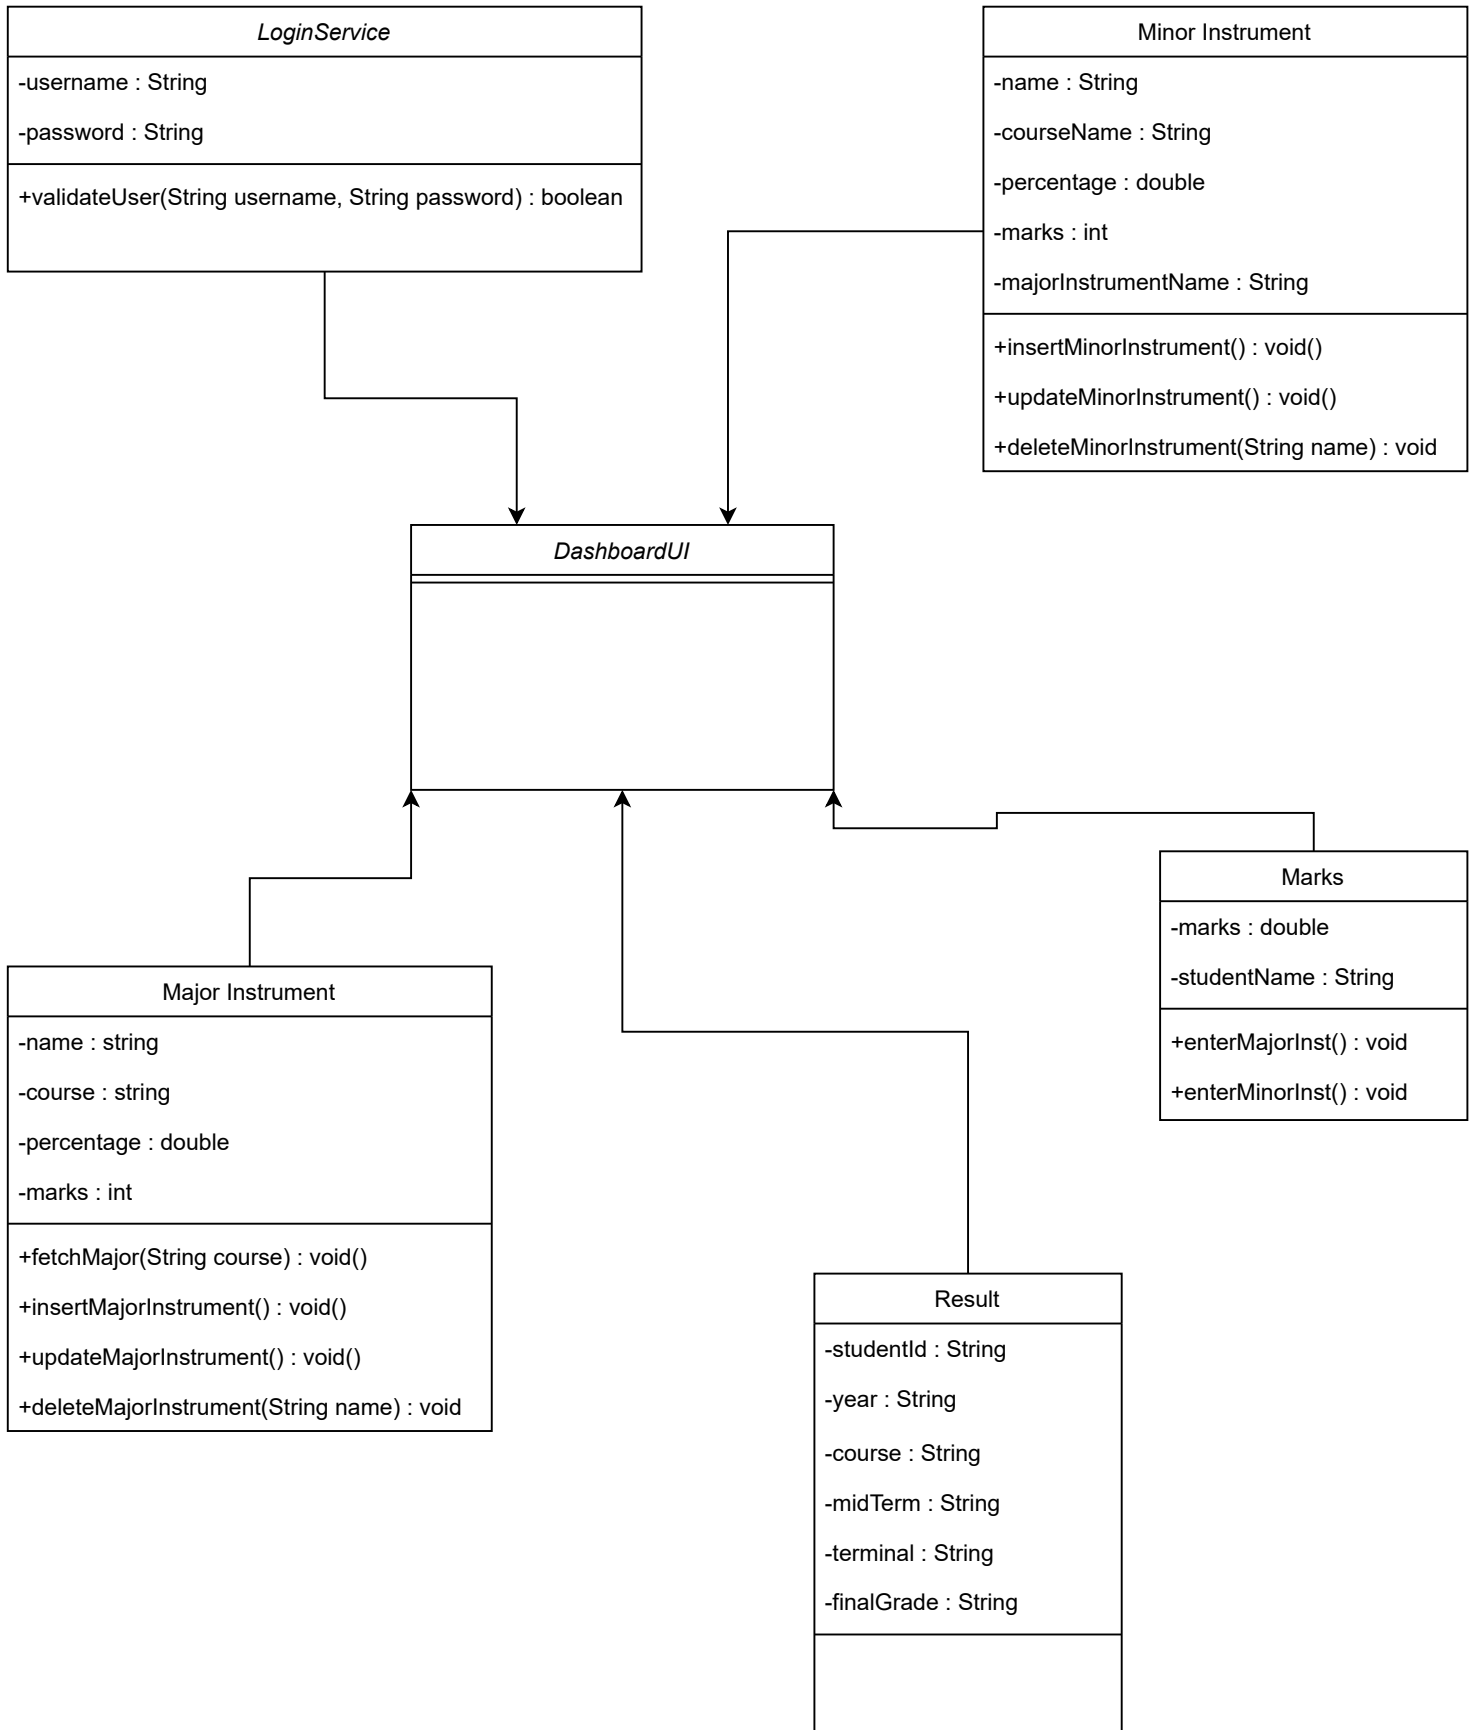 LoginService
-username : String
-password : String
+validateUser(String username, String password) : boolean
Minor Instrument
-name : String
-courseName : String
-percentage : double
-marks : int
-majorInstrumentName : String
+insertMinorInstrument() : void()
+updateMinorInstrument() : void()
+deleteMinorInstrument(String name) : void
DashboardUI
Marks
-marks : double
-studentName : String
+enterMajorInst() : void
+enterMinorInst() : void
Major Instrument
-name : string
-course : string
-percentage : double
-marks : int
+fetchMajor(String course) : void()
+insertMajorInstrument() : void()
+updateMajorInstrument() : void()
+deleteMajorInstrument(String name) : void
Result
-studentId : String
-year : String
-course : String
-midTerm : String
-terminal : String
-finalGrade : String